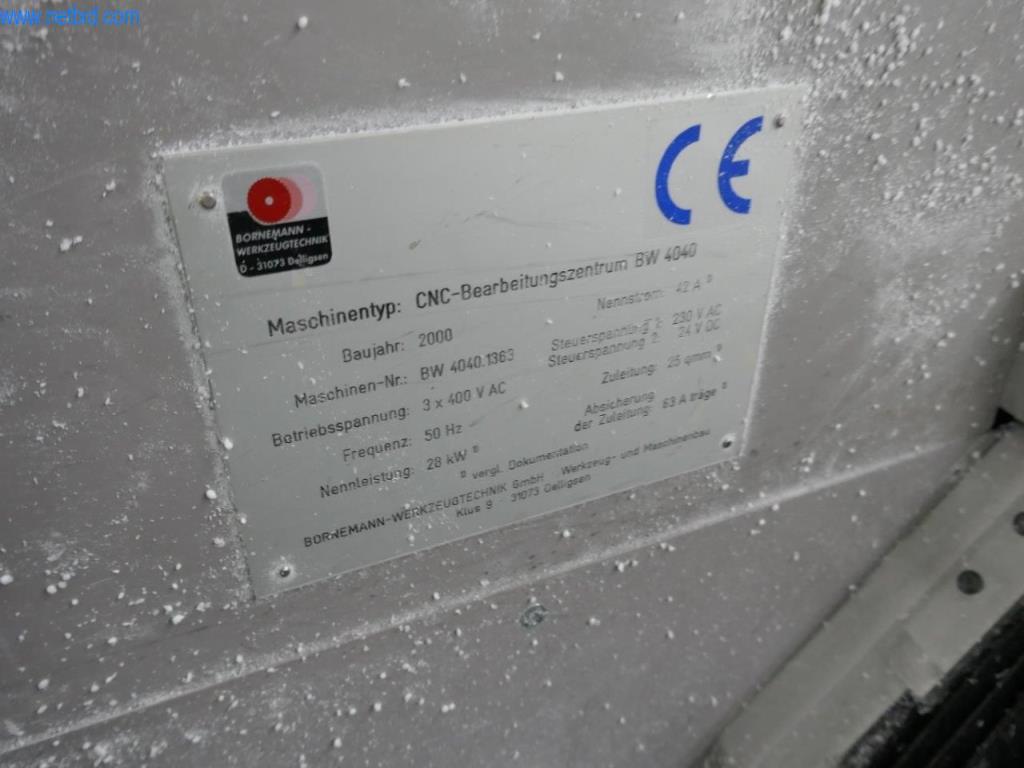 www.netbid.com
BORNEMANN-
WERKZEUGTECHNIK
D - 31073 Delligsen
CE
Maschinentyp: CNC-Bearbeitungszentrum BW 4040
Baujahr: 2000
Nennstrom: 42 A
Maschinen-Nr.: BW 4040.1363
Steuerspannung 1: 230 V AC
Steuerspannung 2: 24 V DC
Betriebsspannung: 3 x 400 V AC
Zuleitung: 25 qmm
Frequenz: 50 Hz
Absicherung
der Zuleitung: 63 A träge
Nennleistung: 28 kW
vergl. Dokumentation
BORNEMANN-WERKZEUGTECHNIK GmbH Werkzeug- und Maschinenbau
Klus 9 31073 Delligsen